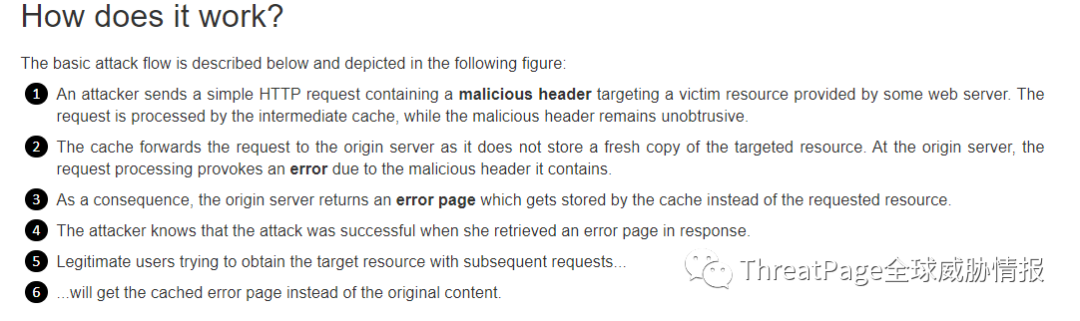 How does it work?
The basic attack flow is described below and depicted in the following figure:
1 An attacker sends a simple HTTP request containing a malicious header targeting a victim resource provided by some web server. The
request is processed by the intermediate cache, while the malicious header remains unobtrusive.
2 The cache forwards the request to the origin server as it does not store a fresh copy of the targeted resource. At the origin server, the
request processing provokes an error due to the malicious header it contains.
3 As a consequence, the origin server returns an error page which gets stored by the cache instead of the requested resource.
4 The attacker knows that the attack was successful when she retrieved an error page in response.
5 Legitimate users trying to obtain the target resource with subsequent requests...
ThreatPage全球威胁情报
6 ...will get the cached error page instead of the original content.